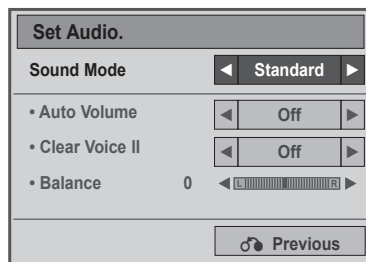 Set Audio.
Sound Mode ◀ Standard ▶
• Auto Volume ◀ Off ▶
• Clear Voice II ◀ Off ▶
• Balance 0 ◀ L R ▶
Previous